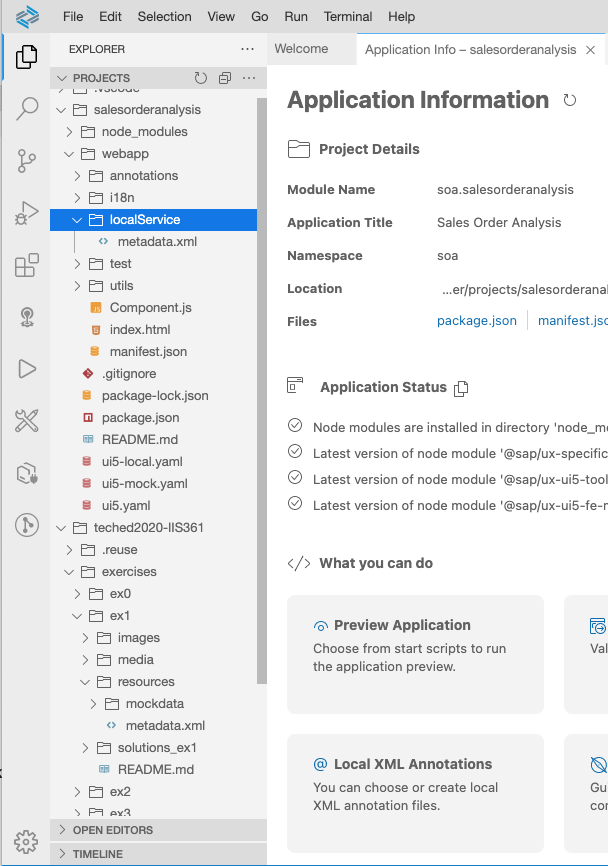 File Edit Selection View Go Run Terminal Help
EXPLORER
Welcome
Application Info – salesorderanalysis
PROJECTS
.vscode
salesorderanalysis
node_modules
webapp
annotations
i18n
localService
metadata.xml
test
utils
Component.js
index.html
manifest.json
.gitignore
package-lock.json
package.json
README.md
ui5-local.yaml
ui5-mock.yaml
ui5.yaml
teched2020-IIS361
.reuse
exercises
ex0
ex1
images
media
resources
mockdata
metadata.xml
solutions_ex1
README.md
ex2
ex3
OPEN EDITORS
TIMELINE
Application Information
Project Details
Module Name soa.salesorderanalysis
Application Title Sales Order Analysis
Namespace soa
Location ...er/projects/salesorderanal
Files package.json manifest.jso
Application Status
Node modules are installed in directory 'node_mo
Latest version of node module '@sap/ux-specific
Latest version of node module '@sap/ux-ui5-tool
Latest version of node module '@sap/ux-ui5-fe-m
</> What you can do
Preview Application
Choose from start scripts to run
the application preview.
Val
Local XML Annotations
You can choose or create local
XML annotation files.
Gu
con